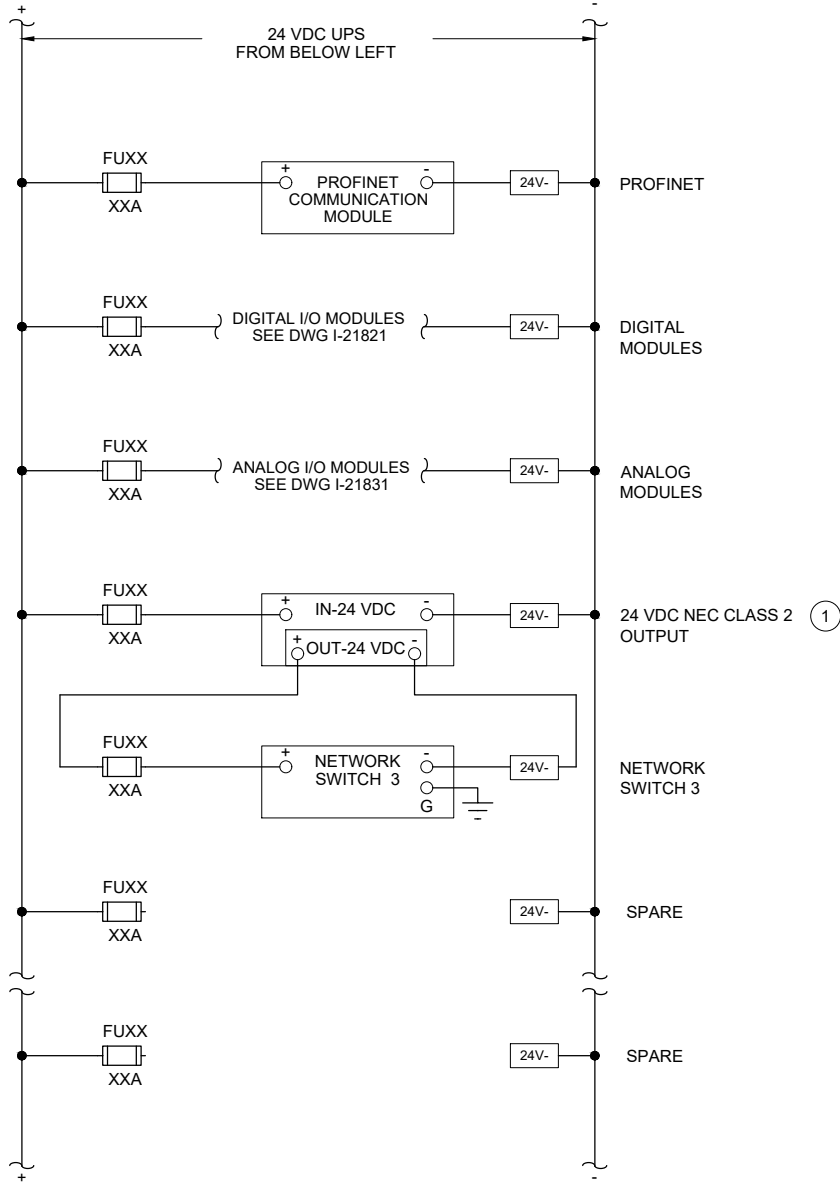 + -
24 VDC UPS
FROM BELOW LEFT
FUXX
XXA
+ -
PROFINET
COMMUNICATION
MODULE
24V-
PROFINET
FUXX
XXA
DIGITAL I/O MODULES
SEE DWG I-21821
24V-
DIGITAL
MODULES
FUXX
XXA
ANALOG I/O MODULES
SEE DWG I-21831
24V-
ANALOG
MODULES
FUXX
XXA
+ IN-24 VDC -
+ OUT-24 VDC -
24V-
24 VDC NEC CLASS 2
OUTPUT
1
FUXX
XXA
+ -
NETWORK
SWITCH 3
G
24V-
NETWORK
SWITCH 3
FUXX
XXA
24V-
SPARE
FUXX
XXA
24V-
SPARE
+ -